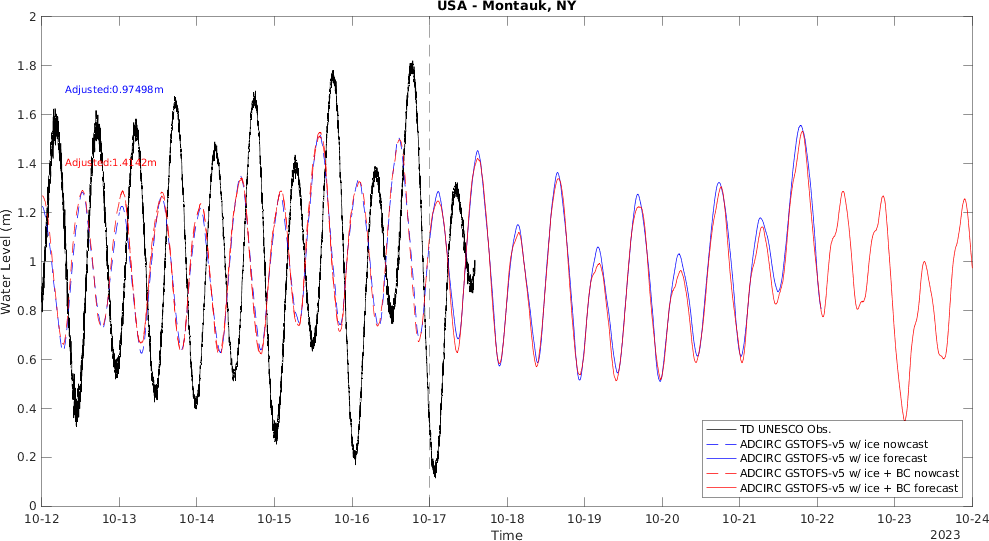 USA - Montauk, NY
2
1.8
1.6
1.4
1.2
1
0.8
0.6
0.4
0.2
0
Water Level (m)
Adjusted:0.97498m
Adjusted:1.4142m
TD UNESCO Obs.
ADCIRC GSTOFS-v5 w/ ice nowcast
ADCIRC GSTOFS-v5 w/ ice forecast
ADCIRC GSTOFS-v5 w/ ice + BC nowcast
ADCIRC GSTOFS-v5 w/ ice + BC forecast
10-12 10-13 10-14 10-15 10-16 10-17 10-18 10-19 10-20 10-21 10-22 10-23 10-24
Time
2023